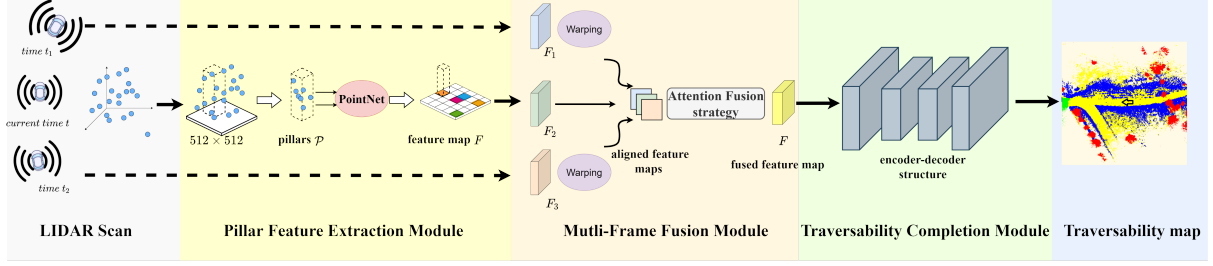 time t₁
current time t
time t₂
LIDAR Scan
512 × 512
pillars 𝒫
PointNet
feature map F
Pillar Feature Extraction Module
F₁
Warping
F₂
F₃
Warping
aligned feature
maps
Attention Fusion
strategy
F
fused feature map
Mutli-Frame Fusion Module
encoder-decoder
structure
Traversability Completion Module
Traversability map